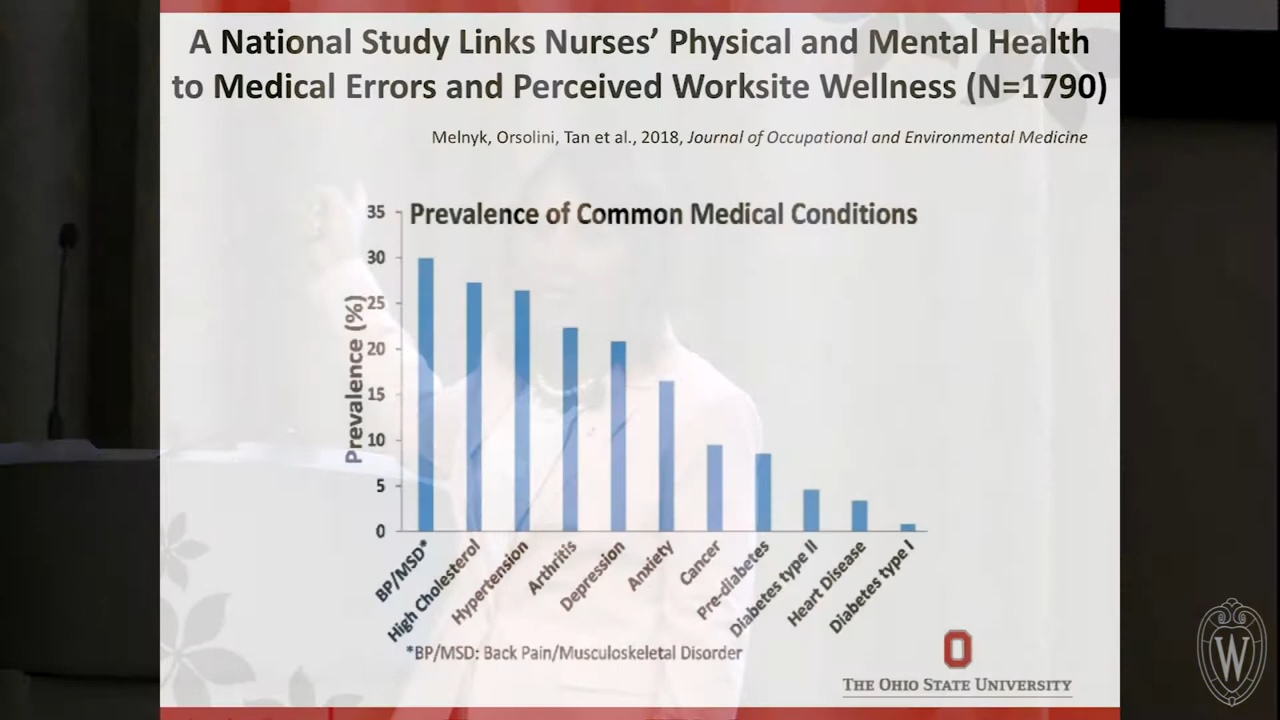 A National Study Links Nurses’ Physical and Mental Health
to Medical Errors and Perceived Worksite Wellness (N=1790)
Melnyk, Orsolini, Tan et al., 2018, Journal of Occupational and Environmental Medicine
Prevalence of Common Medical Conditions
Prevalence (%)
35
30
25
20
15
10
5
0
BP/MSD*
High Cholesterol
Hypertension
Arthritis
Depression
Anxiety
Cancer
Pre-diabetes
Diabetes type II
Heart Disease
Diabetes type I
*BP/MSD: Back Pain/Musculoskeletal Disorder
O
THE OHIO STATE UNIVERSITY
W